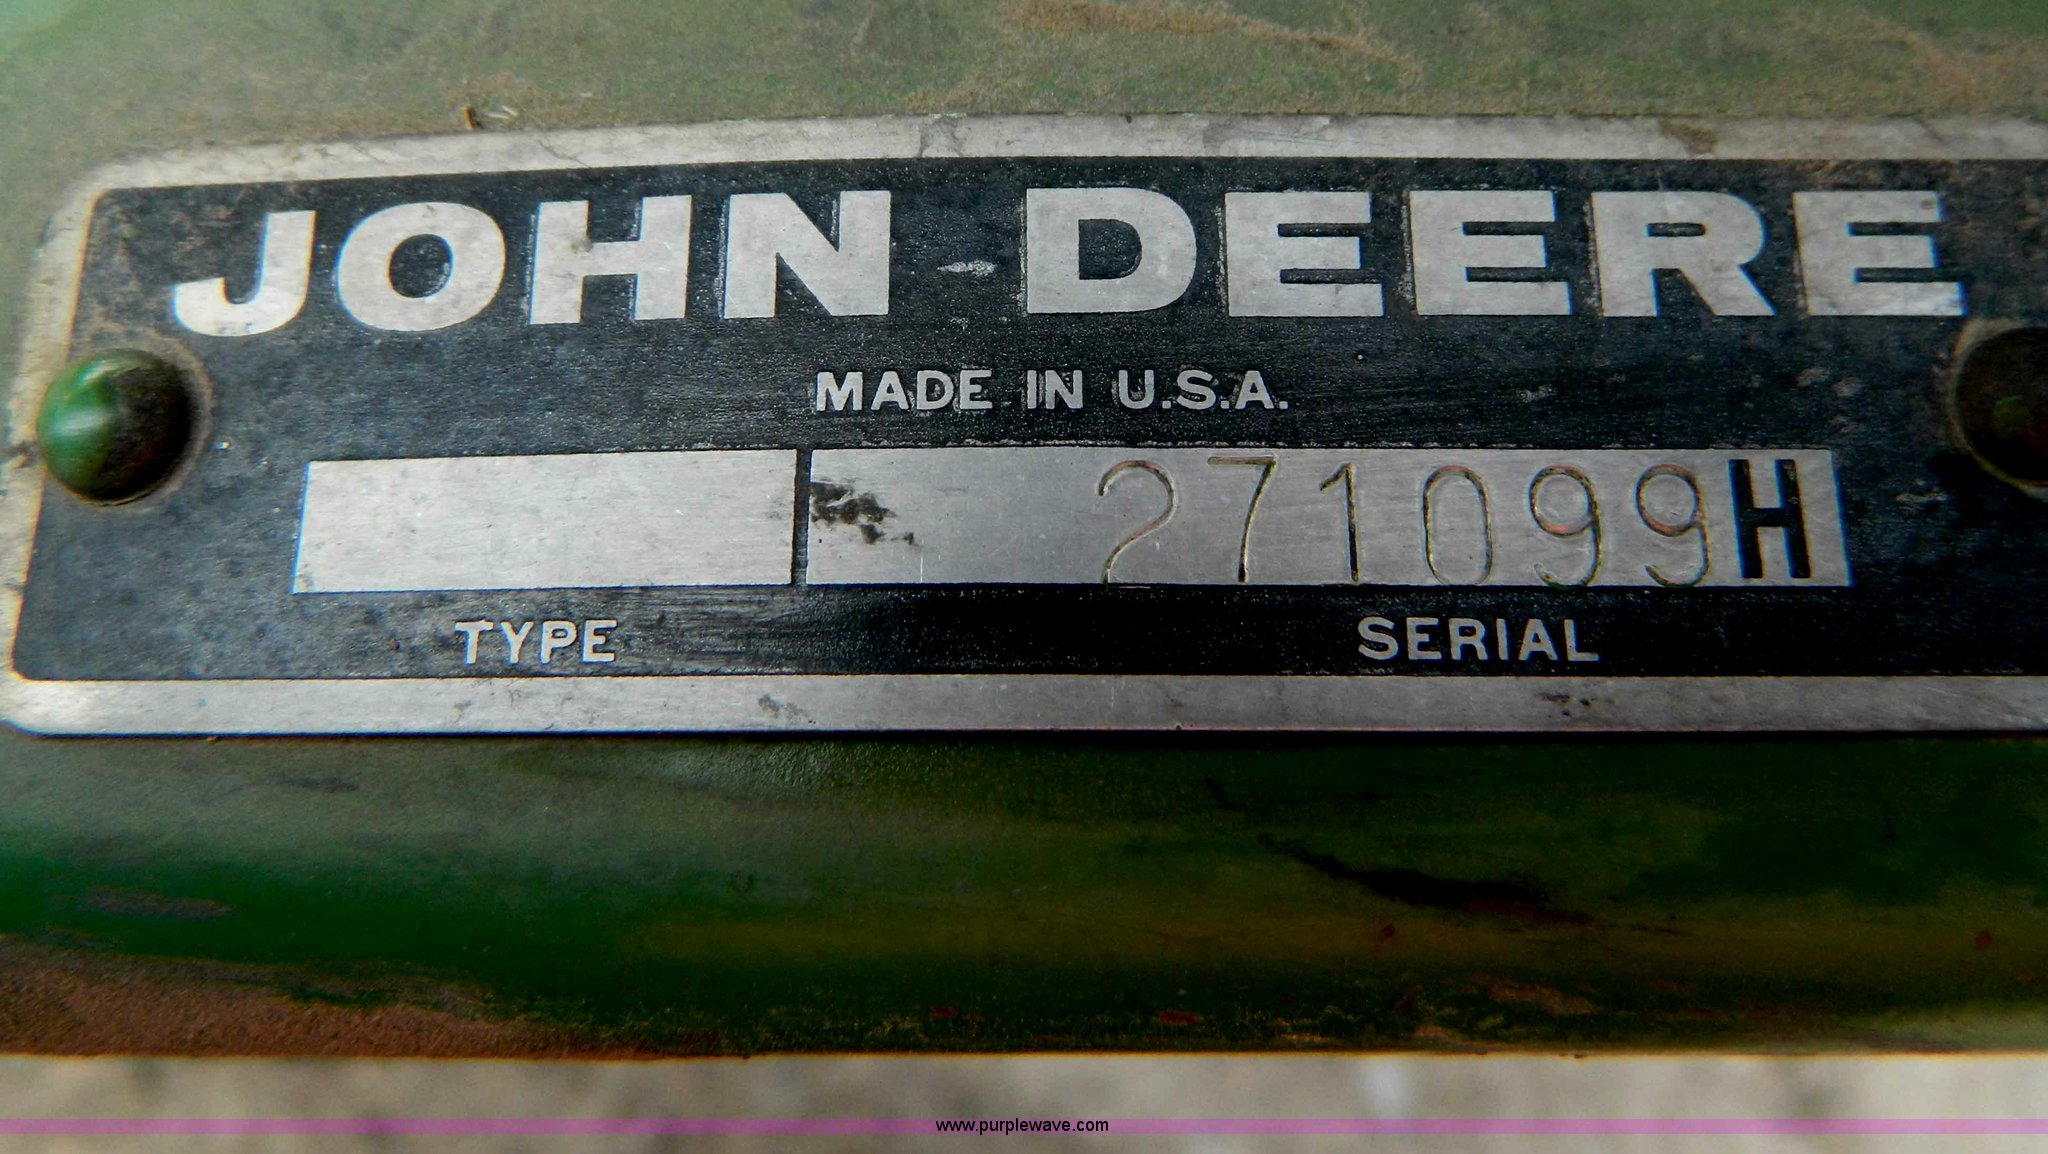 JOHN DEERE
MADE IN U.S.A.
271099H
TYPE SERIAL
www.purplewave.com